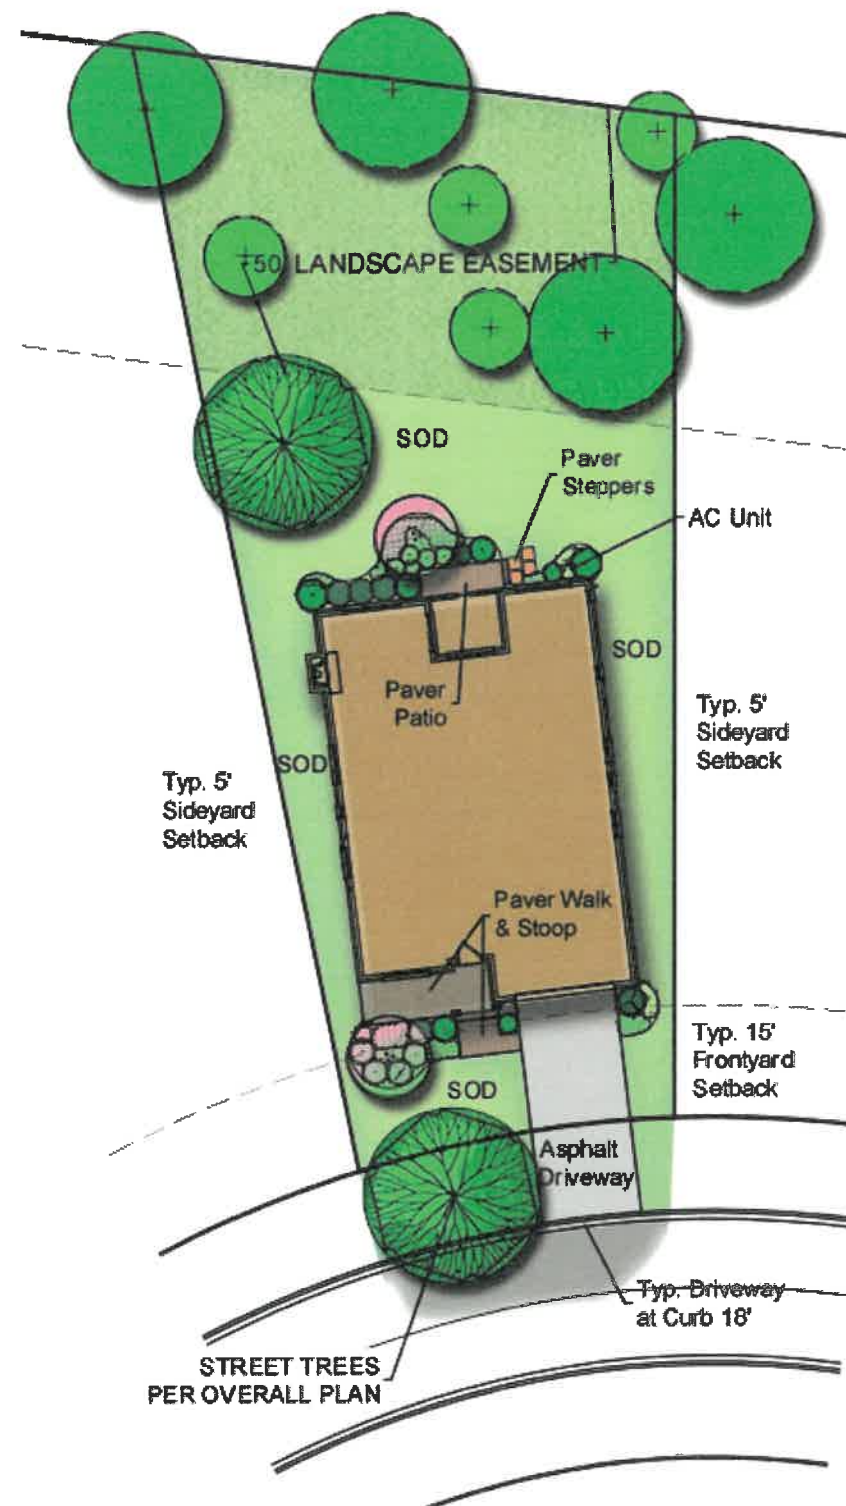 50' LANDSCAPE EASEMENT
SOD
Paver
Steppers
AC Unit
SOD
Paver
Patio
Typ. 5'
Sideyard
Setback
SOD
Typ. 5'
Sideyard
Setback
Paver Walk
& Stoop
Typ. 15'
Frontyard
Setback
SOD
Asphalt
Driveway
Typ. Driveway
at Curb 18'
STREET TREES
PER OVERALL PLAN